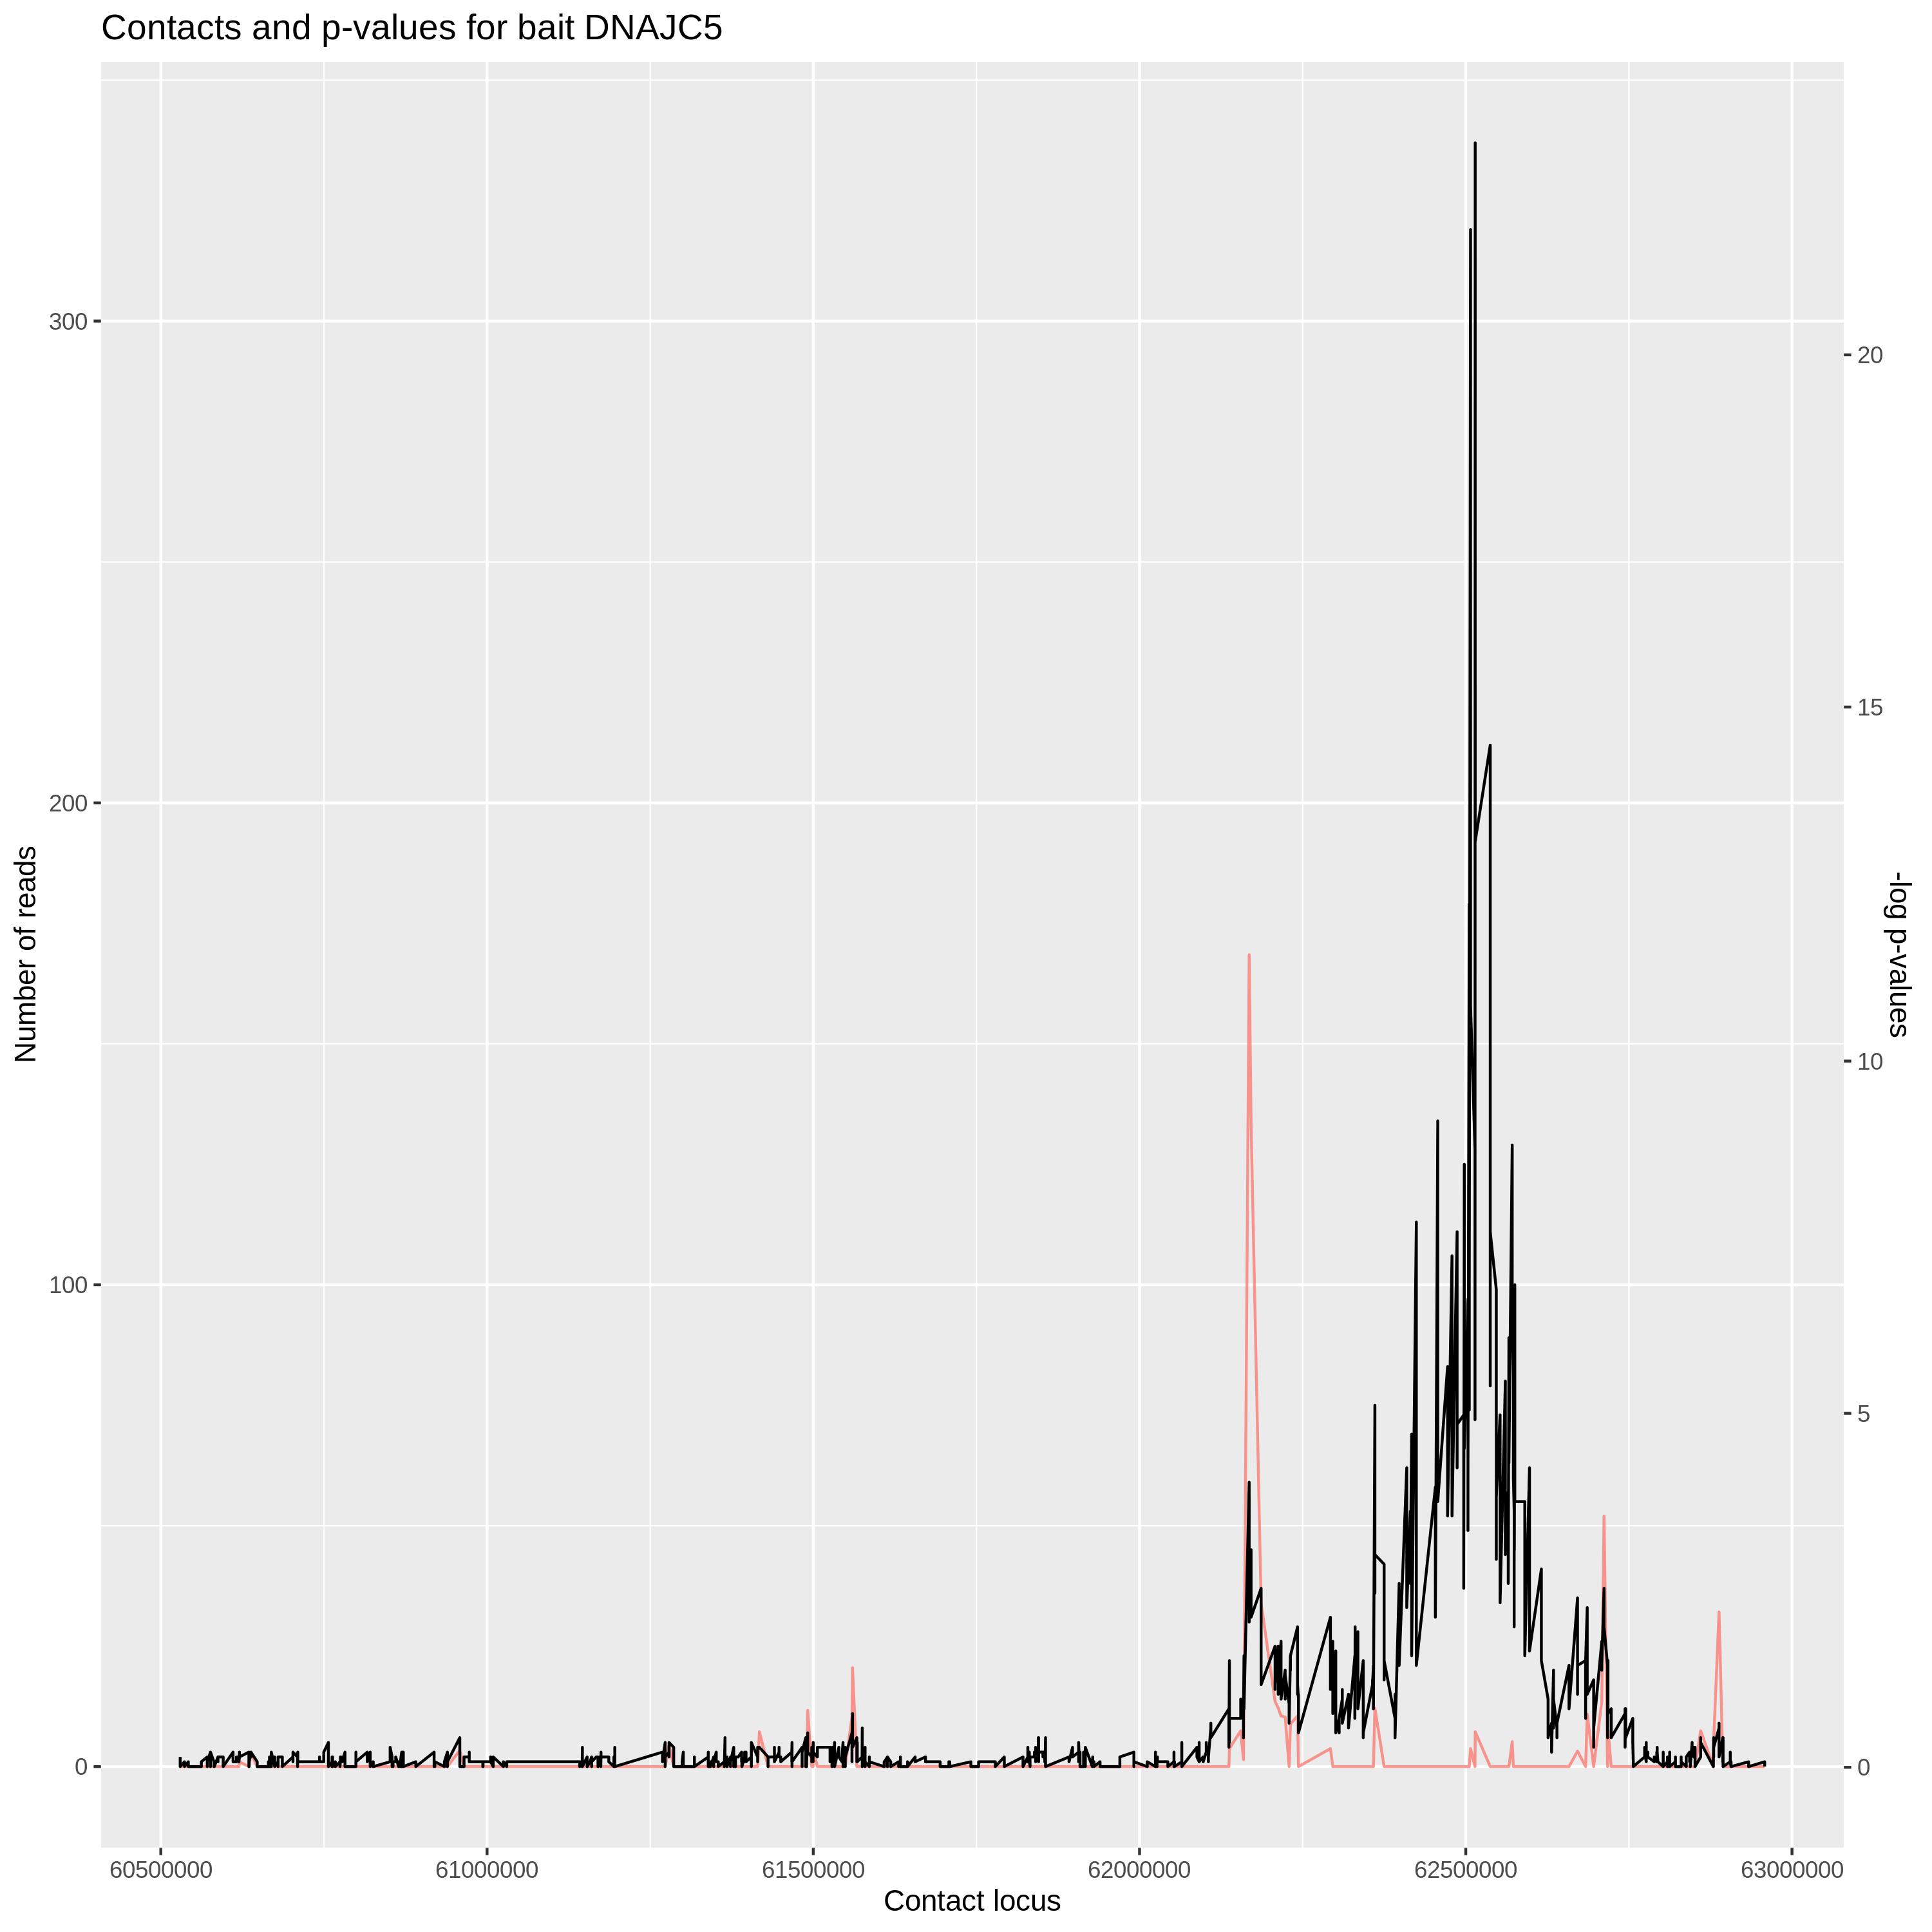 Contacts and p-values for bait DNAJC5
Number of reads
300
200
100
0
20
15
10
5
0
-log p-values
60500000 61000000 61500000 62000000 62500000 63000000
Contact locus